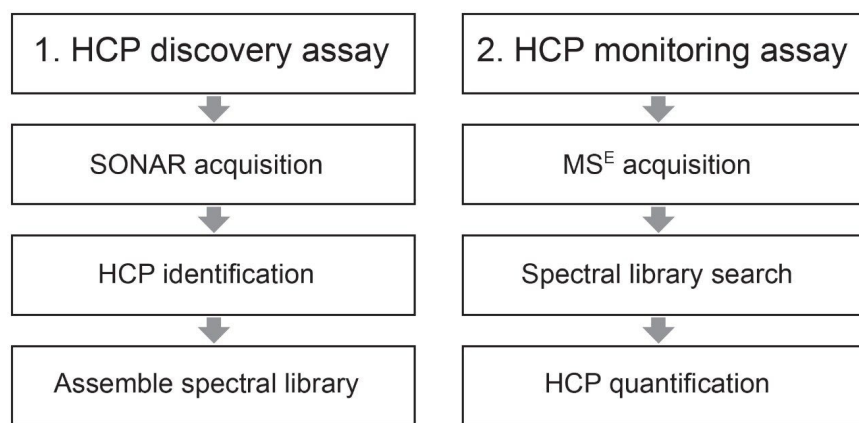 1. HCP discovery assay
SONAR acquisition
HCP identification
Assemble spectral library
2. HCP monitoring assay
MSᴱ acquisition
Spectral library search
HCP quantification